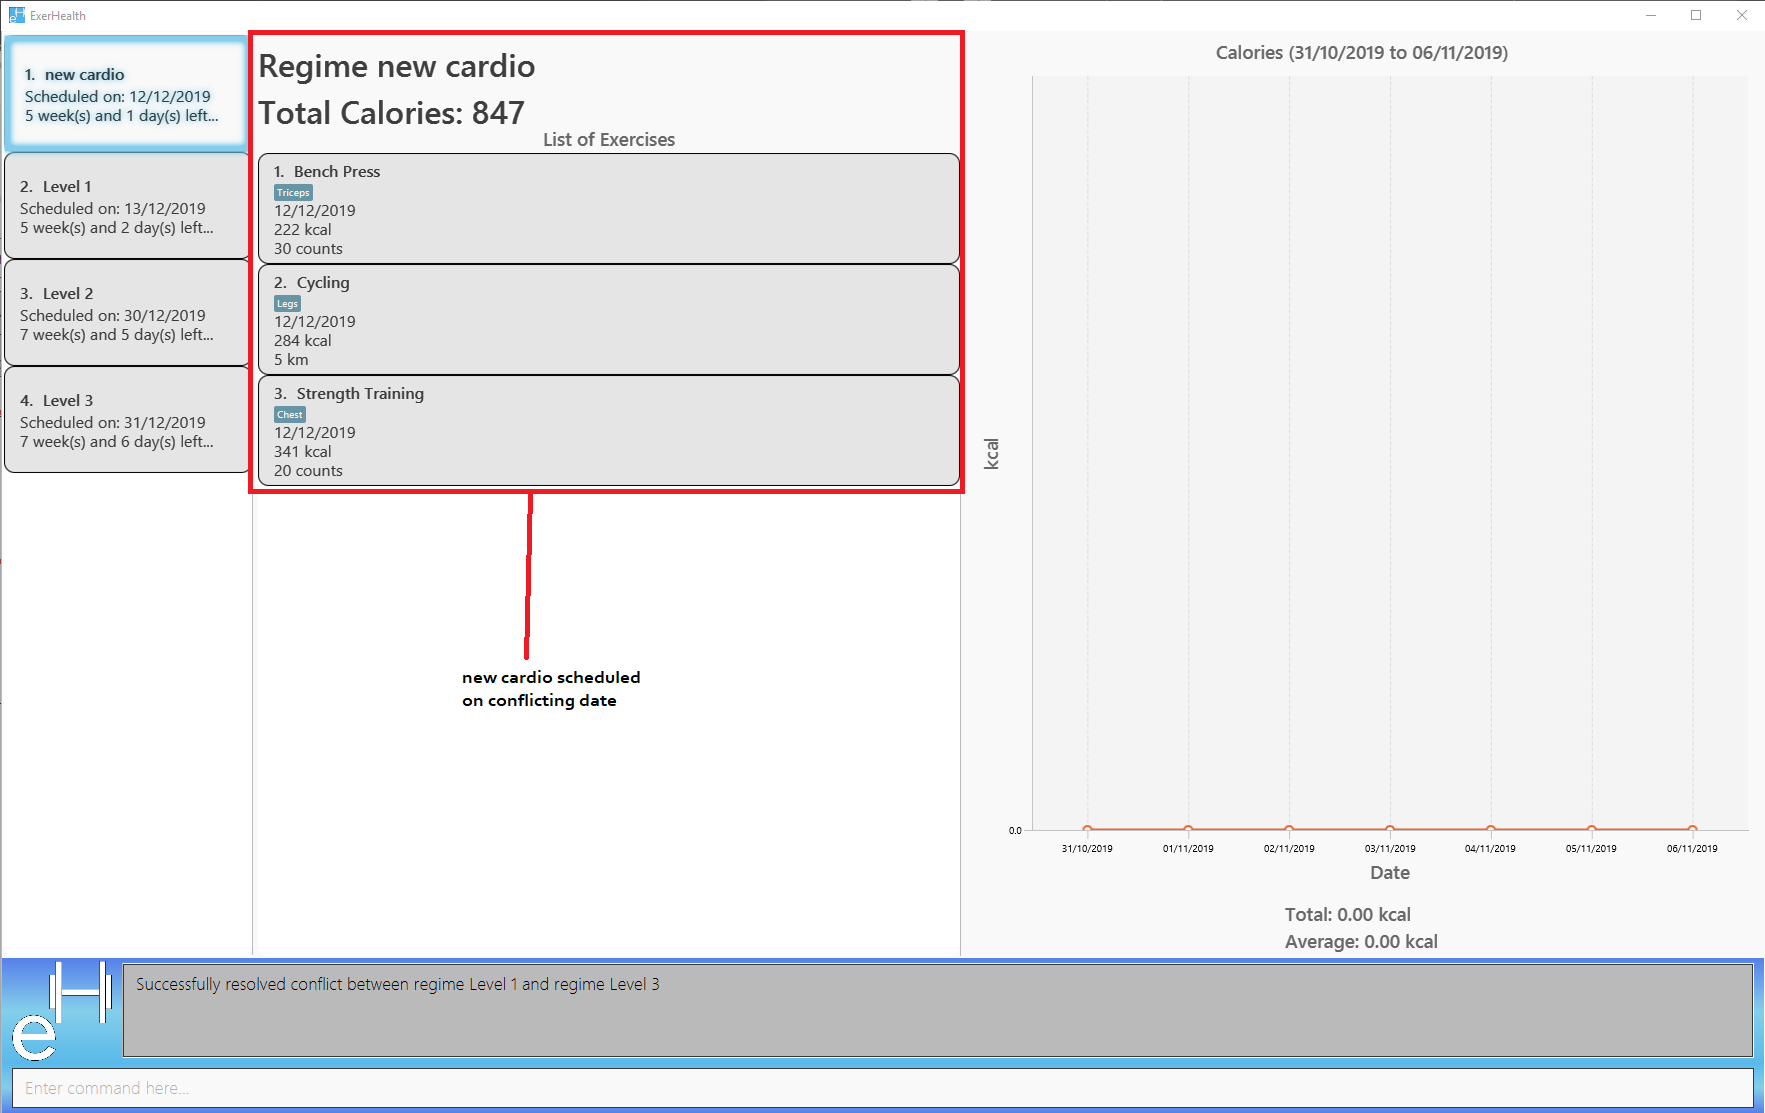 eH ExerHealth
1. new cardio
Scheduled on: 12/12/2019
5 week(s) and 1 day(s) left...
2. Level 1
Scheduled on: 13/12/2019
5 week(s) and 2 day(s) left...
3. Level 2
Scheduled on: 30/12/2019
7 week(s) and 5 day(s) left...
4. Level 3
Scheduled on: 31/12/2019
7 week(s) and 6 day(s) left...
Regime new cardio
Total Calories: 847
List of Exercises
1. Bench Press
Triceps
12/12/2019
222 kcal
30 counts
2. Cycling
Legs
12/12/2019
284 kcal
5 km
3. Strength Training
Chest
12/12/2019
341 kcal
20 counts
new cardio scheduled
on conflicting date
Calories (31/10/2019 to 06/11/2019)
kcal
0.0
31/10/2019 01/11/2019 02/11/2019 03/11/2019 04/11/2019 05/11/2019 06/11/2019
Date
Total: 0.00 kcal
Average: 0.00 kcal
eH
Successfully resolved conflict between regime Level 1 and regime Level 3
Enter command here...